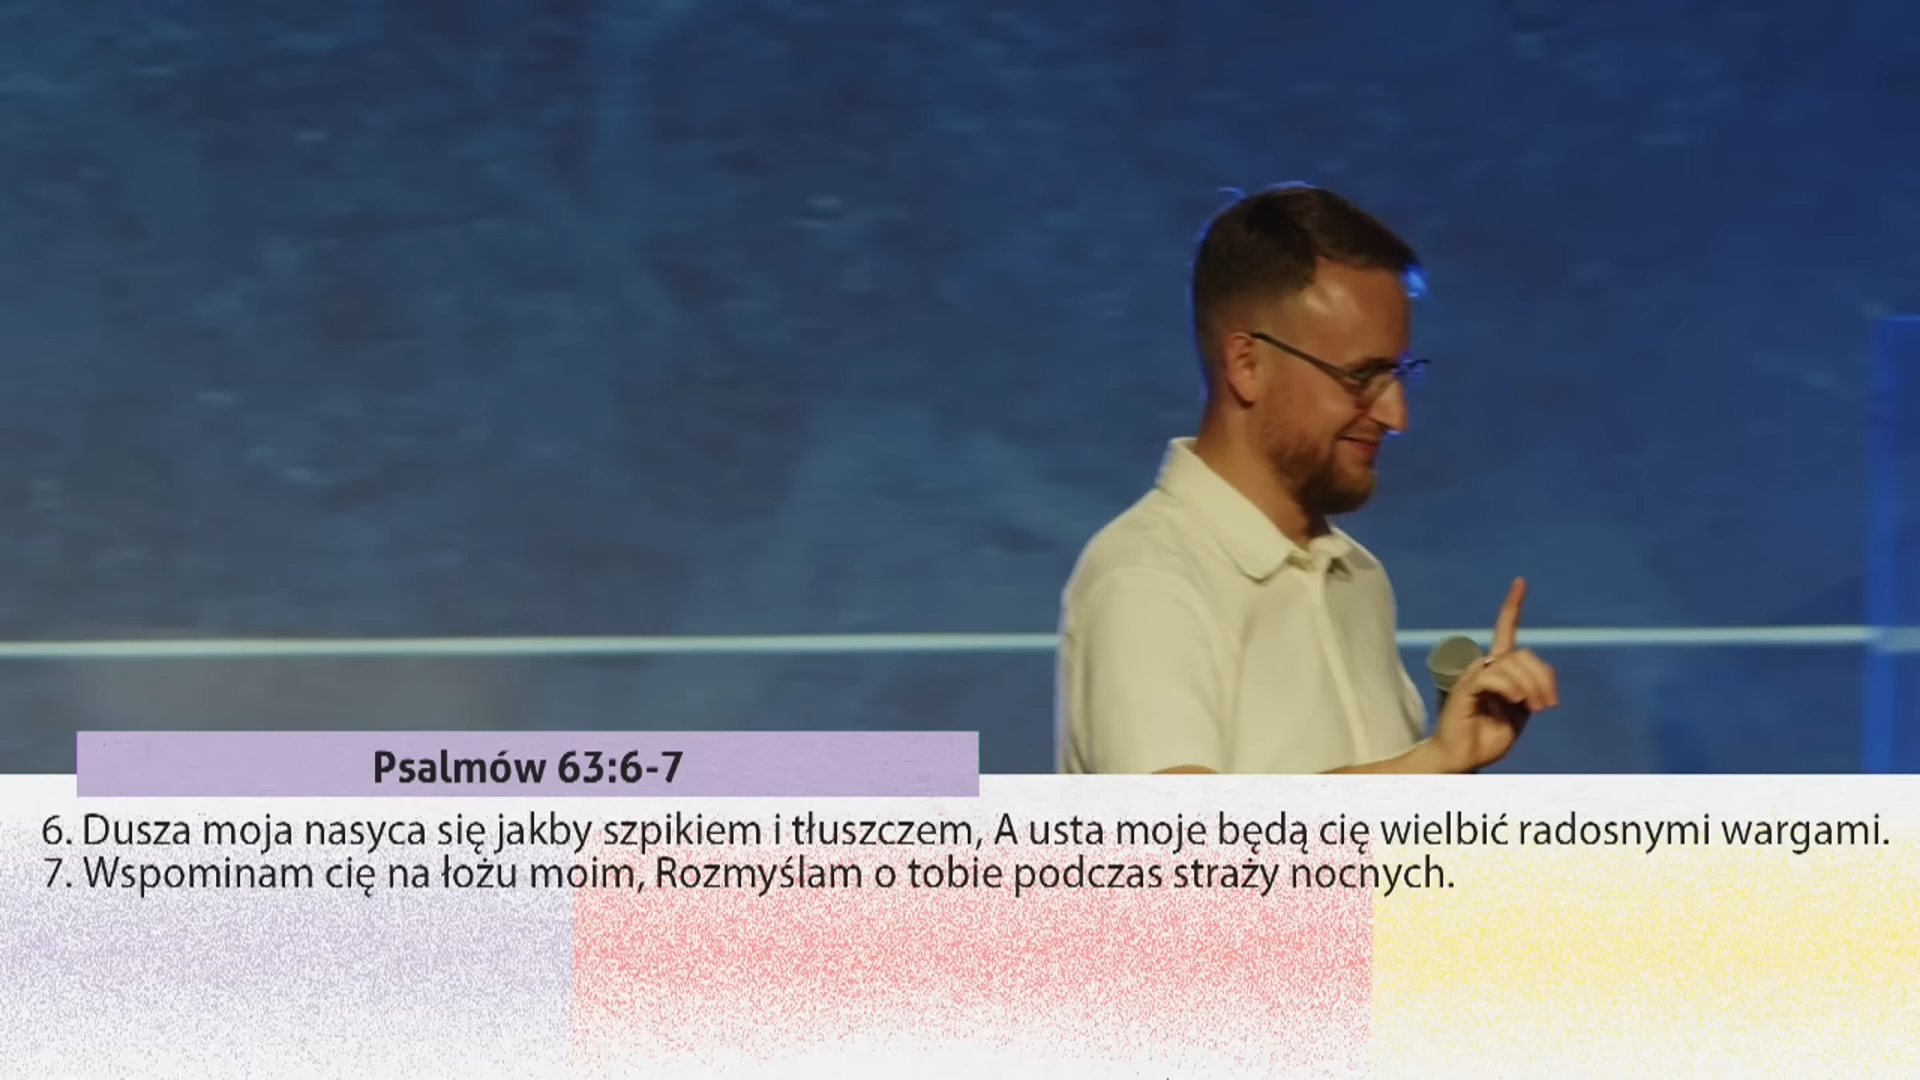 Psalmów 63:6-7
6. Dusza moja nasyca się jakby szpikiem i tłuszczem, A usta moje będą cię wielbić radosnymi wargami.
7. Wspominam cię na łożu moim, Rozmyślam o tobie podczas straży nocnych.